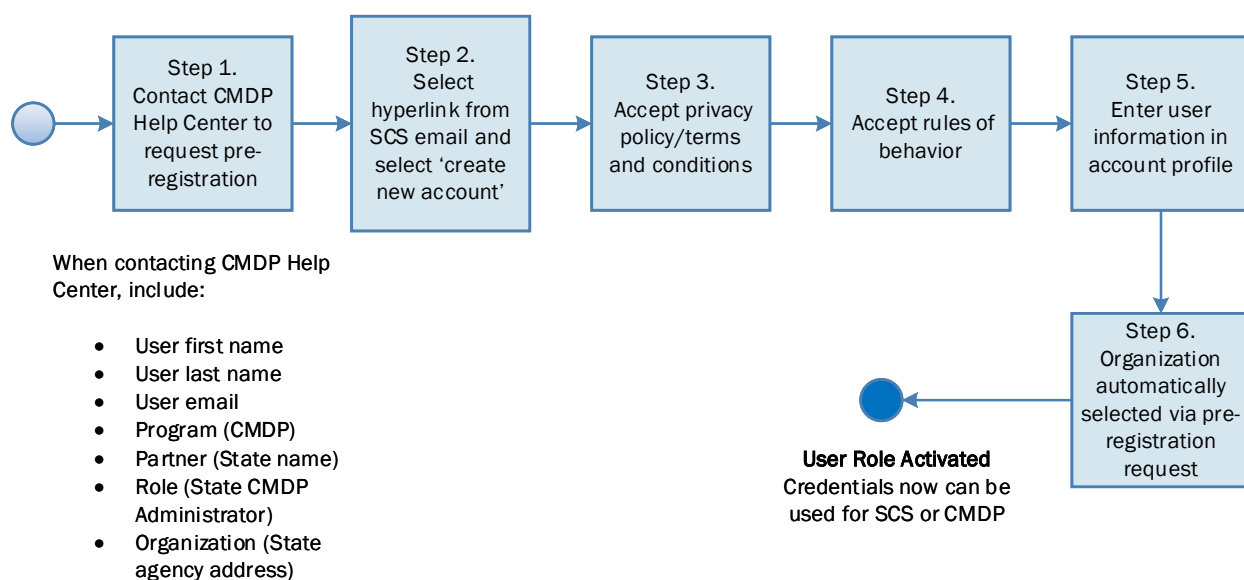 Step 1.
Contact CMDP
Help Center to
request pre-
registration
Step 2.
Select
hyperlink from
SCS email and
select ‘create
new account’
Step 3.
Accept privacy
policy/terms
and conditions
Step 4.
Accept rules of
behavior
Step 5.
Enter user
information in
account profile
When contacting CMDP Help
Center, include:
• User first name
• User last name
• User email
• Program (CMDP)
• Partner (State name)
• Role (State CMDP
Administrator)
• Organization (State
agency address)
Step 6.
Organization
automatically
selected via pre-
registration
request
User Role Activated
Credentials now can be
used for SCS or CMDP